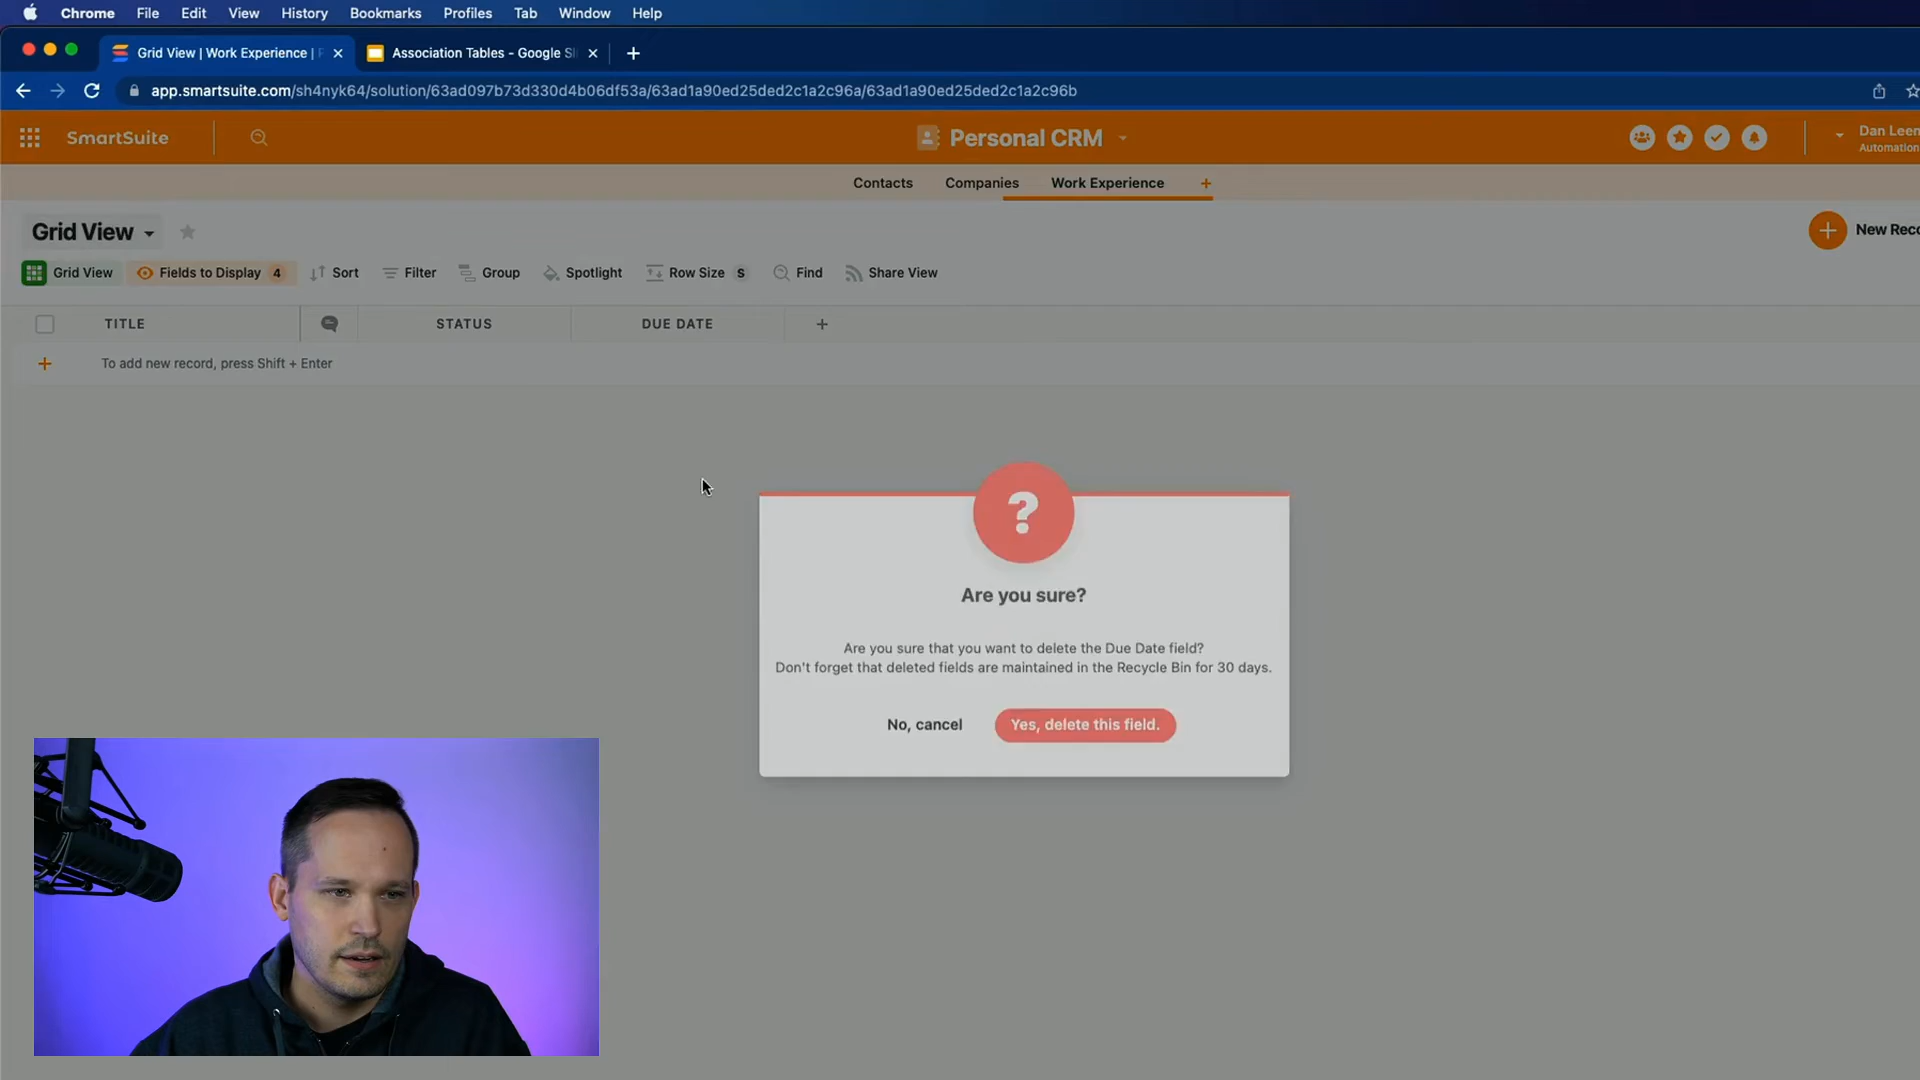 Chrome File Edit View History Bookmarks Profiles Tab Window Help
Grid View | Work Experience |
Association Tables - Google Sl
app.smartsuite.com/sh4nyk64/solution/63ad097b73d330d4b06df53a/63ad1a90ed25ded2c1a2c96a/63ad1a90ed25ded2c1a2c96b
SmartSuite
Personal CRM
Dan Leem
Automation
Contacts Companies Work Experience +
Grid View
New Reco
Grid View Fields to Display 4 Sort Filter Group Spotlight Row Size S Find Share View
TITLE STATUS DUE DATE +
+ To add new record, press Shift + Enter
?
Are you sure?
Are you sure that you want to delete the Due Date field?
Don't forget that deleted fields are maintained in the Recycle Bin for 30 days.
No, cancel Yes, delete this field.